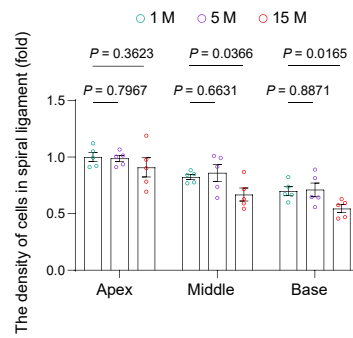 1 M 5 M 15 M
P = 0.3623 P = 0.0366 P = 0.0165
P = 0.7967 P = 0.6631 P = 0.8871
The density of cells in spiral ligament (fold)
1.5
1.0
0.5
0.0
Apex Middle Base